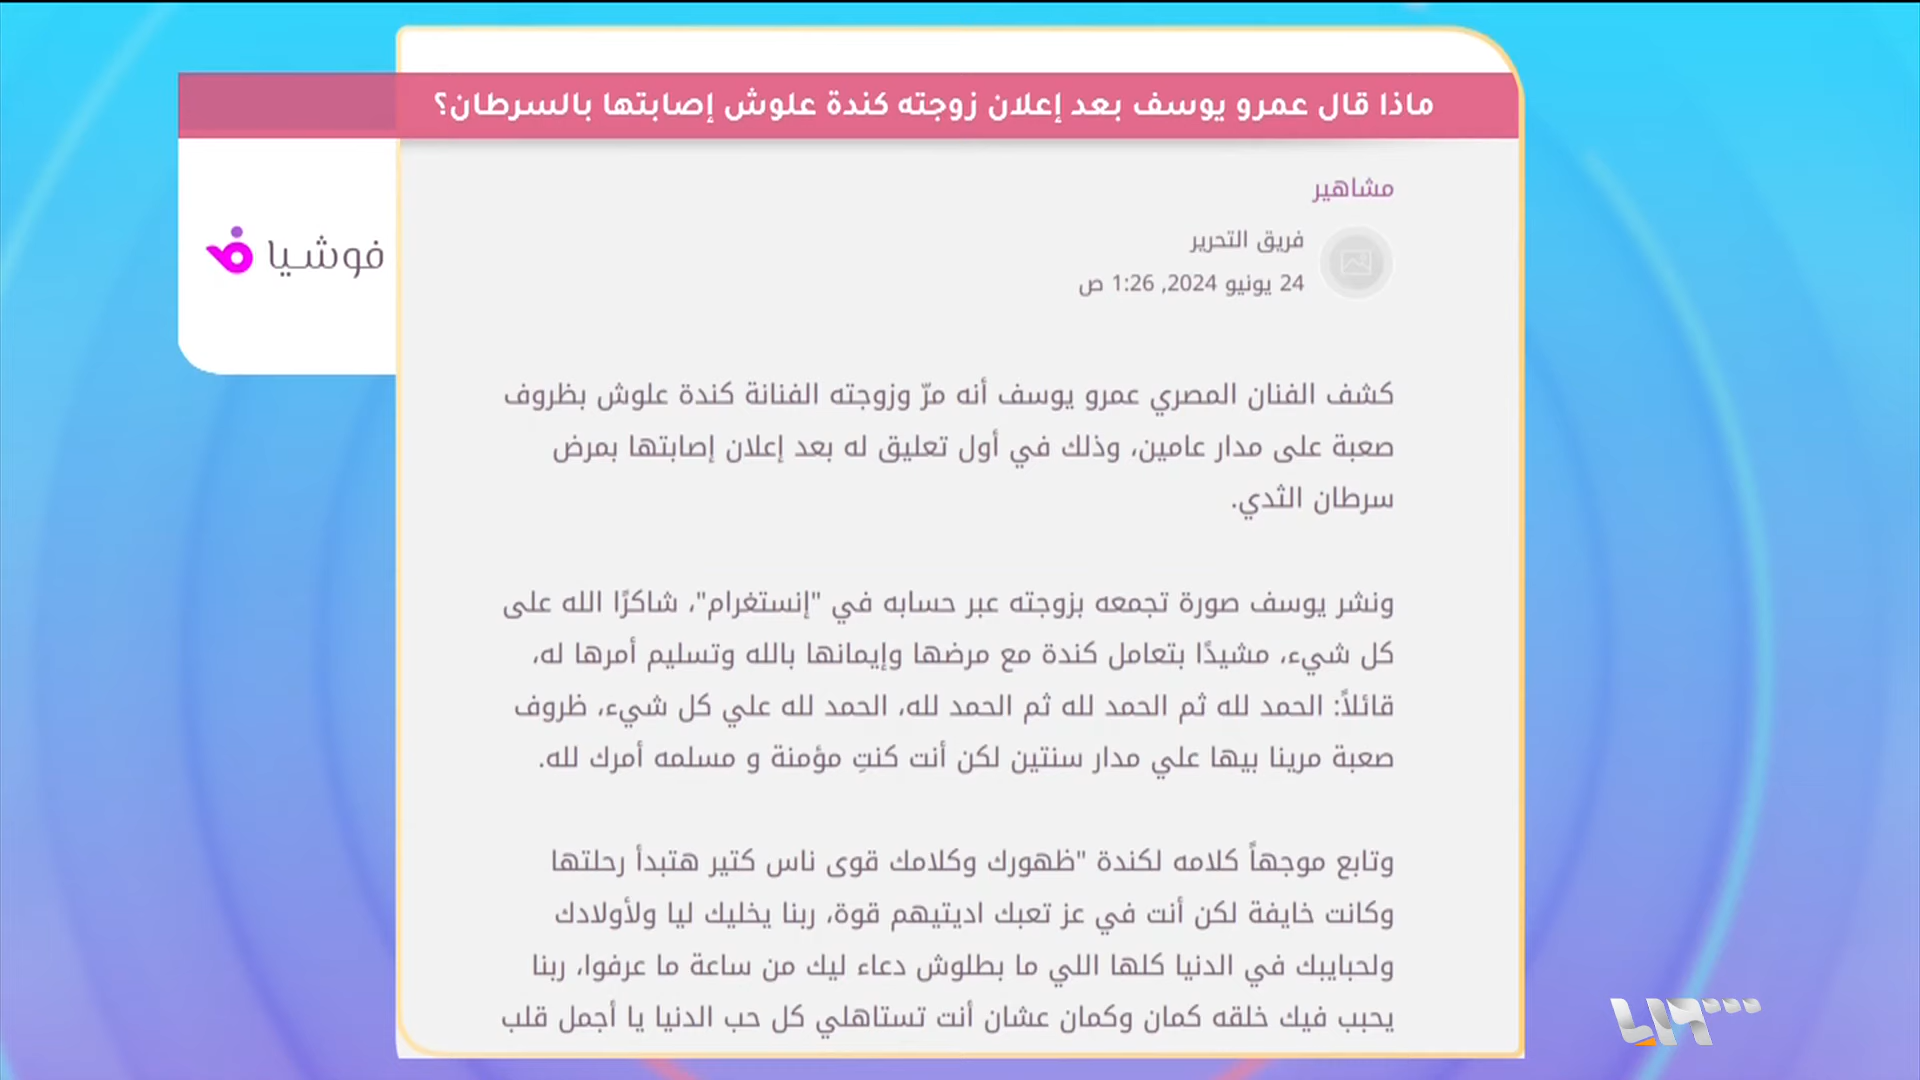 ماذا قال عمرو يوسف بعد إعلان زوجته كندة علوش إصابتها بالسرطان؟
مشاهير
فريق التحرير
24 يونيو 2024, 1:26 ص
فوشيا
كشف الفنان المصري عمرو يوسف أنه مرّ وزوجته الفنانة كندة علوش بظروف
صعبة على مدار عامين، وذلك في أول تعليق له بعد إعلان إصابتها بمرض
سرطان الثدي.
ونشر يوسف صورة تجمعه بزوجته عبر حسابه في "إنستغرام"، شاكرًا الله على
كل شيء، مشيدًا بتعامل كندة مع مرضها وإيمانها بالله وتسليم أمرها له،
قائلاً: الحمد لله ثم الحمد لله ثم الحمد لله، الحمد لله علي كل شيء، ظروف
صعبة مرينا بيها علي مدار سنتين لكن أنت كنتِ مؤمنة و مسلمه أمرك لله.
وتابع موجهاً كلامه لكندة "ظهورك وكلامك قوى ناس كتير هتبدأ رحلتها
وكانت خايفة لكن أنت في عز تعبك اديتيهم قوة، ربنا يخليك ليا ولأولادك
ولحبايبك في الدنيا كلها اللي ما بطلوش دعاء ليك من ساعة ما عرفوا، ربنا
يحبب فيك خلقه كمان وكمان عشان أنت تستاهلي كل حب الدنيا يا أجمل قلب